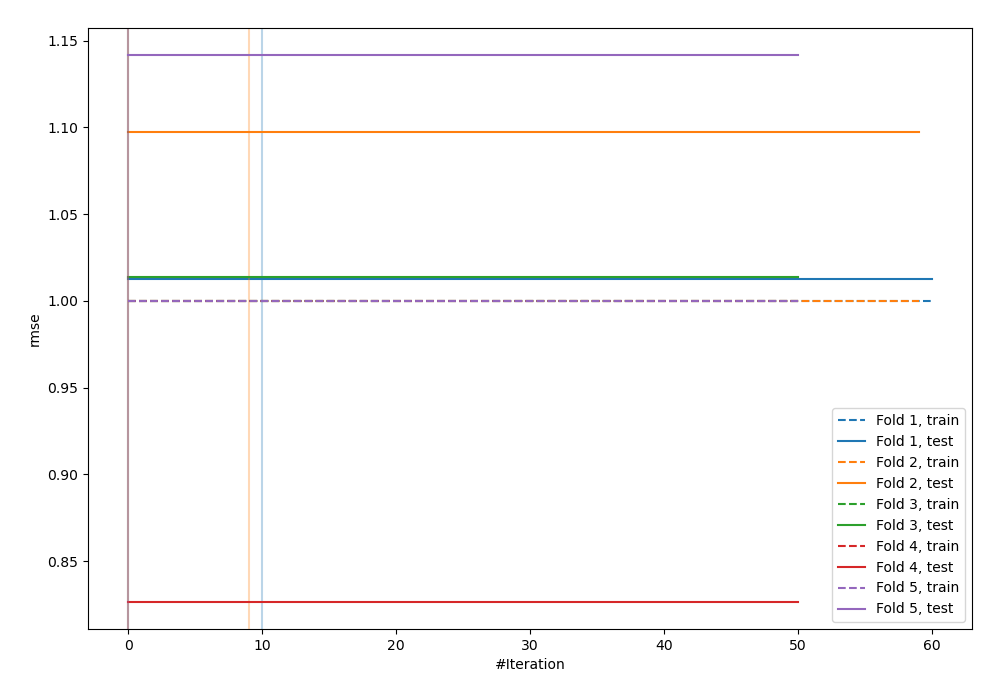 1.15
1.10
1.05
1.00
0.95
0.90
0.85
rmse
0
10
20
30
40
50
60
#Iteration
Fold 1, train
Fold 1, test
Fold 2, train
Fold 2, test
Fold 3, train
Fold 3, test
Fold 4, train
Fold 4, test
Fold 5, train
Fold 5, test